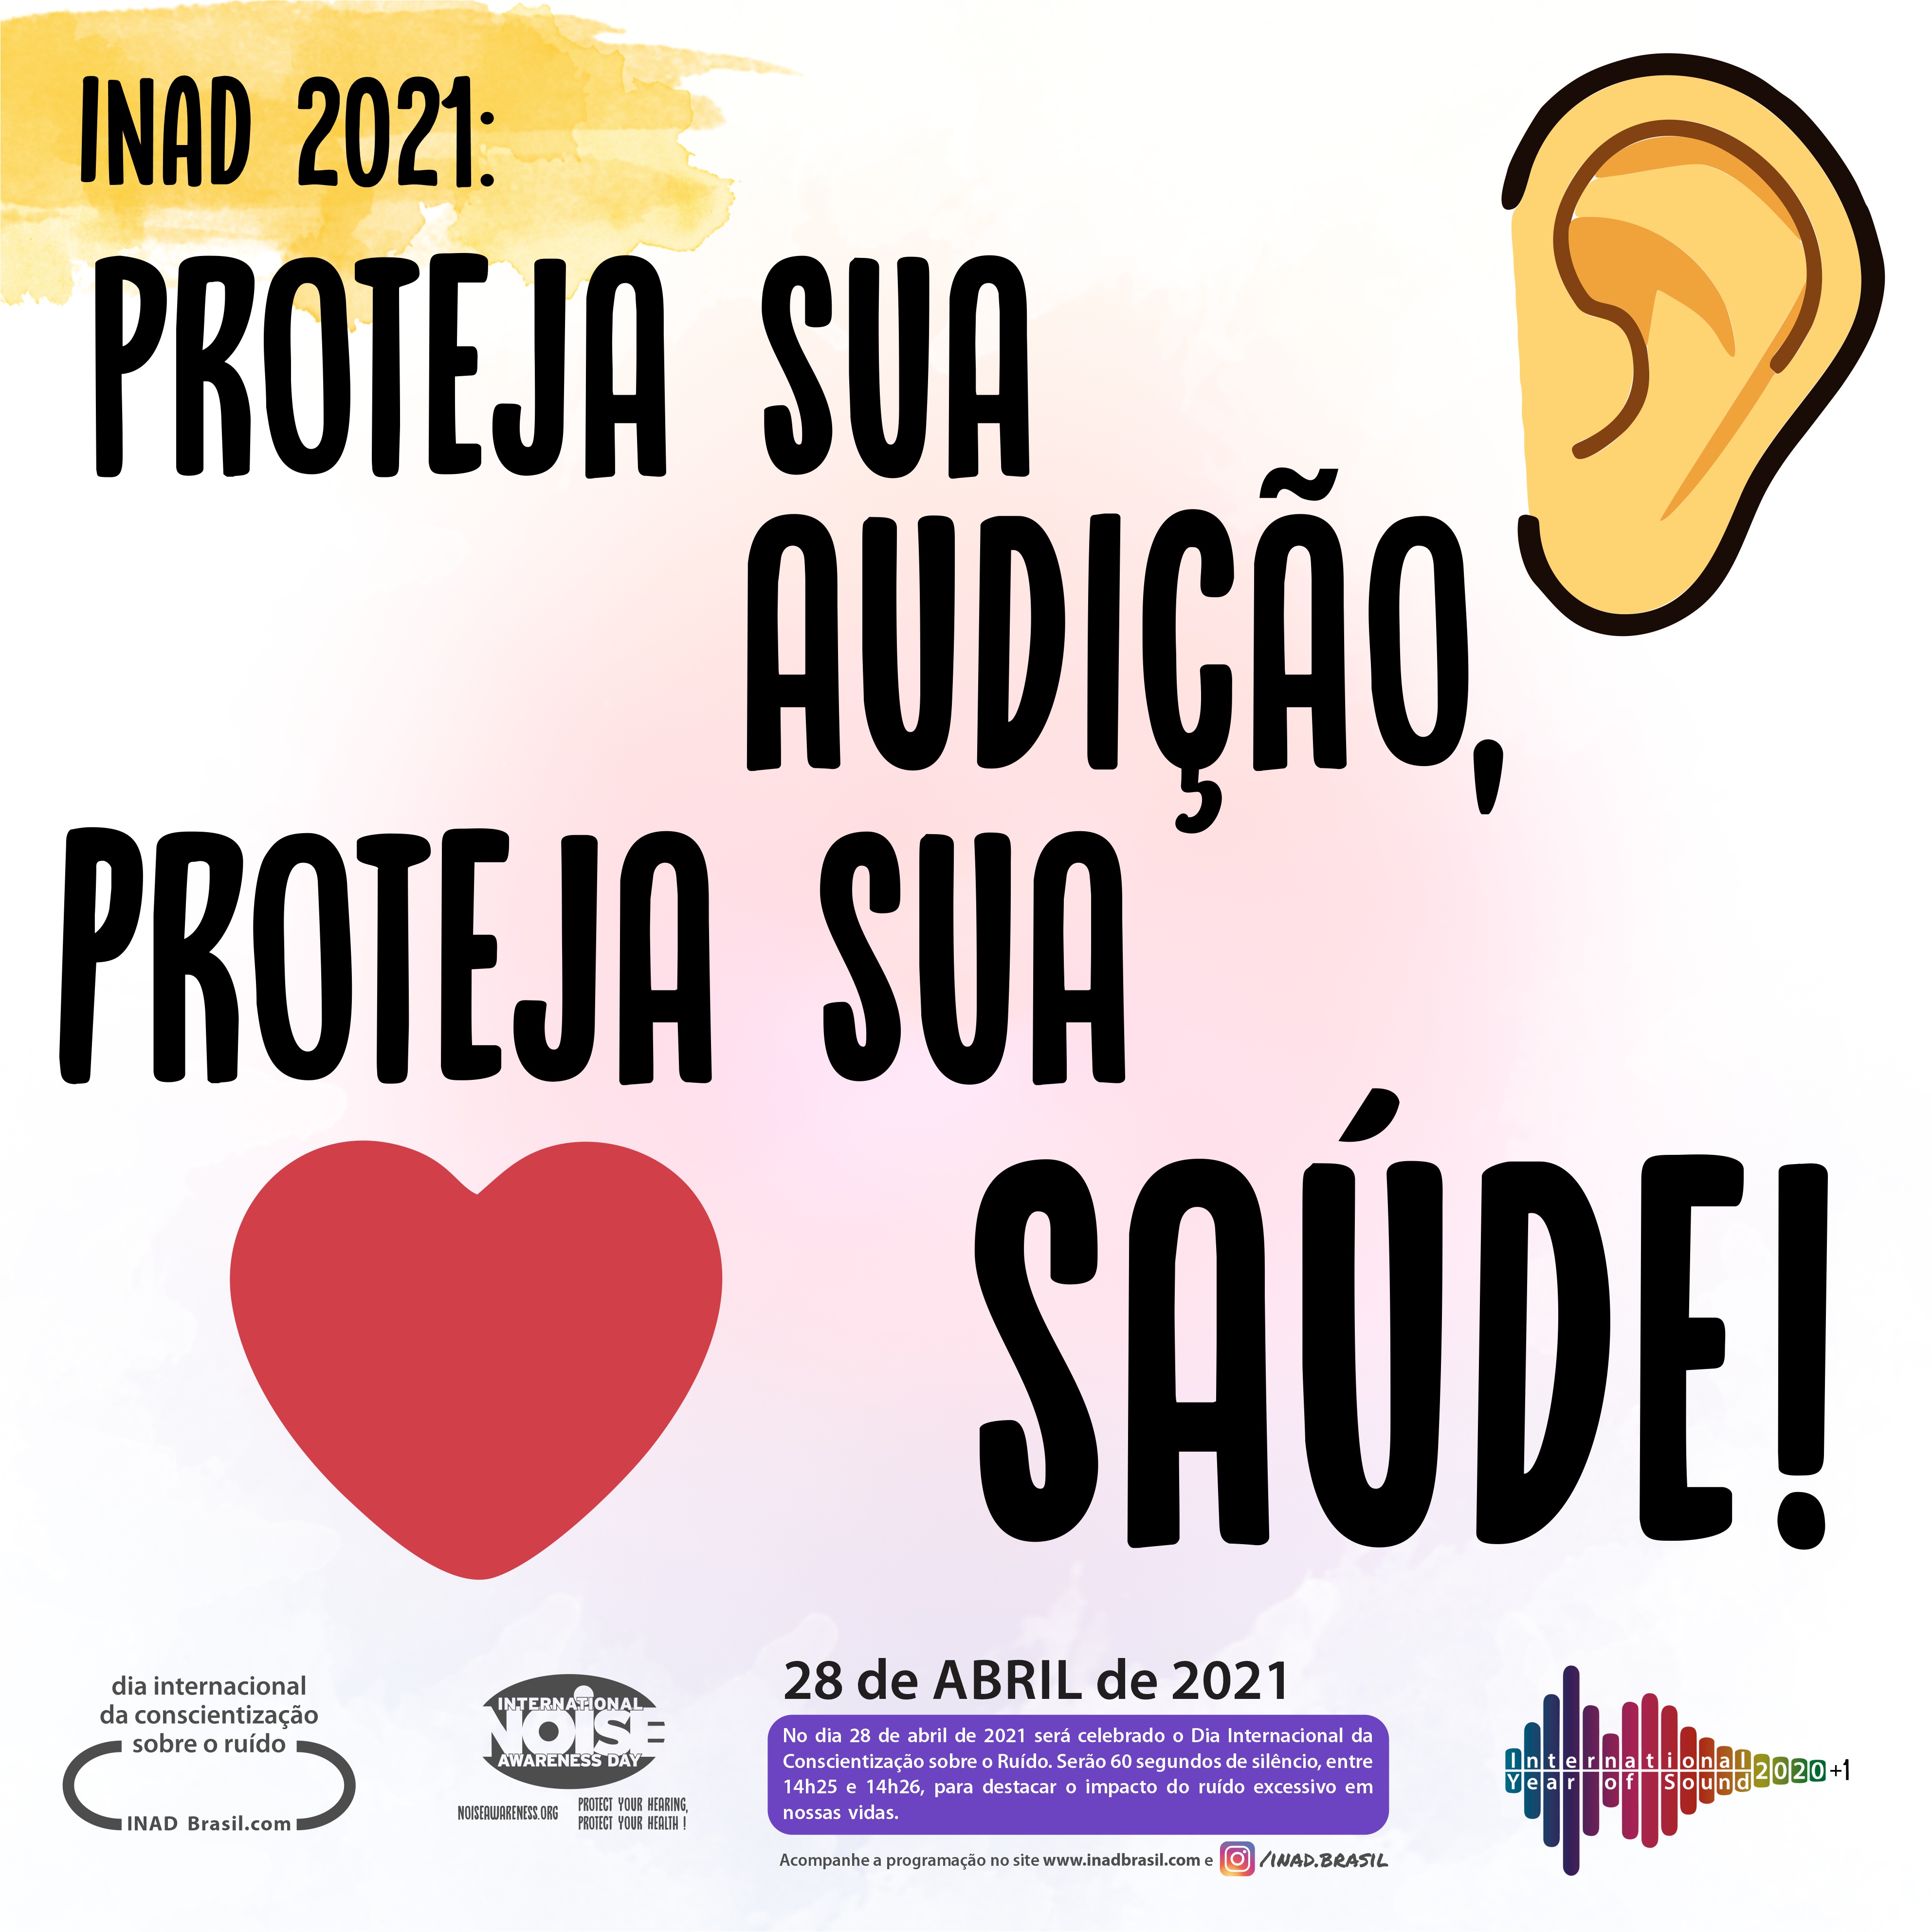 INAD 2021:
PROTEJA SUA
AUDIÇÃO,
PROTEJA SUA
SAÚDE!
dia internacional
da conscientização
sobre o ruído
INAD Brasil.com
INTERNATIONAL
NOISE
AWARENESS DAY
NOISEAWARENESS.ORG
PROTECT YOUR HEARING,
PROTECT YOUR HEALTH !
28 de ABRIL de 2021
No dia 28 de abril de 2021 será celebrado o Dia Internacional da
Conscientização sobre o Ruído. Serão 60 segundos de silêncio, entre
14h25 e 14h26, para destacar o impacto do ruído excessivo em
nossas vidas.
Acompanhe a programação no site www.inadbrasil.com e /INAD.BRASIL
International
Year of Sound 2020+1